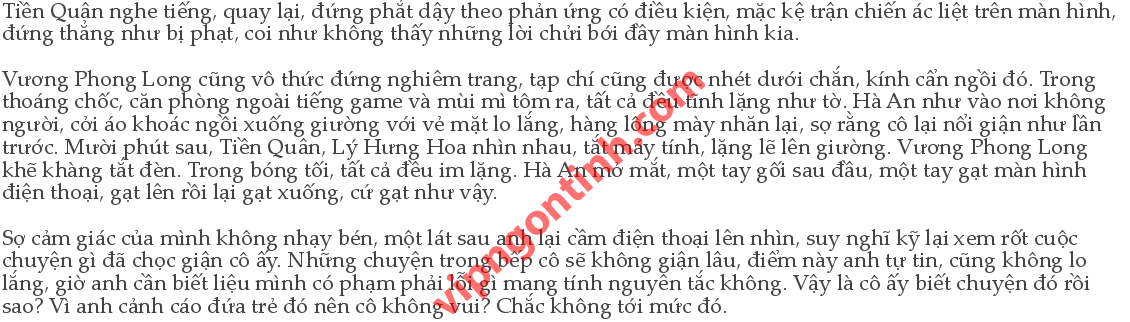 Tiền Quân nghe tiếng, quay lại, đứng phắt dậy theo phản ứng có điều kiện, mặc kệ trận chiến ác liệt trên màn hình,
đứng thẳng như bị phạt, coi như không thấy những lời chửi bới đầy màn hình kia.
Vương Phong Long cũng vô thức đứng nghiêm trang, tạp chí cũng được nhét dưới chắn, kính cẩn ngồi đó. Trong
thoáng chốc, căn phòng ngoài tiếng game và mùi mì tôm ra, tất cả đều tĩnh lặng như tờ. Hà An như vào nơi không
người, cởi áo khoác ngồi xuống giường với vẻ mặt lo lắng, hàng lông mày nhăn lại, sợ rằng cô lại nổi giận như lần
trước. Mười phút sau, Tiền Quân, Lý Hưng Hoa nhìn nhau, tắt máy tính, lặng lẽ lên giường. Vương Phong Long
khẽ khàng tắt đèn. Trong bóng tối, tất cả đều im lặng. Hà An mở mắt, một tay gối sau đầu, một tay gạt màn hình
điện thoại, gạt lên rồi lại gạt xuống, cứ gạt như vậy.
Sợ cảm giác của mình không nhạy bén, một lát sau anh lại cầm điện thoại lên nhìn, suy nghĩ kỹ lại xem rốt cuộc
chuyện gì đã chọc giận cô ấy. Những chuyện trong bếp cô sẽ không giận lâu, điểm này anh tự tin, cũng không lo
lắng, giờ anh cần biết liệu mình có phạm phải lỗi gì mang tính nguyên tắc không. Vậy là cô ấy biết chuyện đó rồi
sao? Vì anh cảnh cáo đứa trẻ đó nên cô không vui? Chắc không tới mức đó.
vipngontinh.com